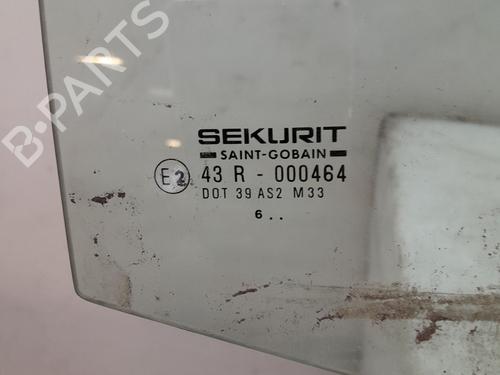 B-PARTS
SEKURIT
SAINT-GOBAIN
E2 43 R - 000464
DOT 39 AS2 M33
6 . .